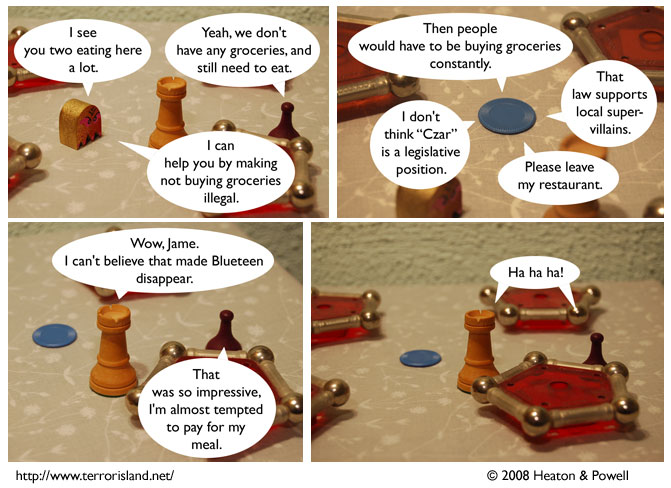 I see
you two eating here
a lot.
Yeah, we don't
have any groceries, and
still need to eat.
I can
help you by making
not buying groceries
illegal.
Then people
would have to be buying groceries
constantly.
That
law supports
local super-
villains.
I don't
think “Czar”
is a legislative
position.
Please leave
my restaurant.
Wow, Jame.
I can't believe that made Blueteen
disappear.
That
was so impressive,
I'm almost tempted
to pay for my
meal.
Ha ha ha!
http://www.terrorisland.net/
© 2008 Heaton & Powell